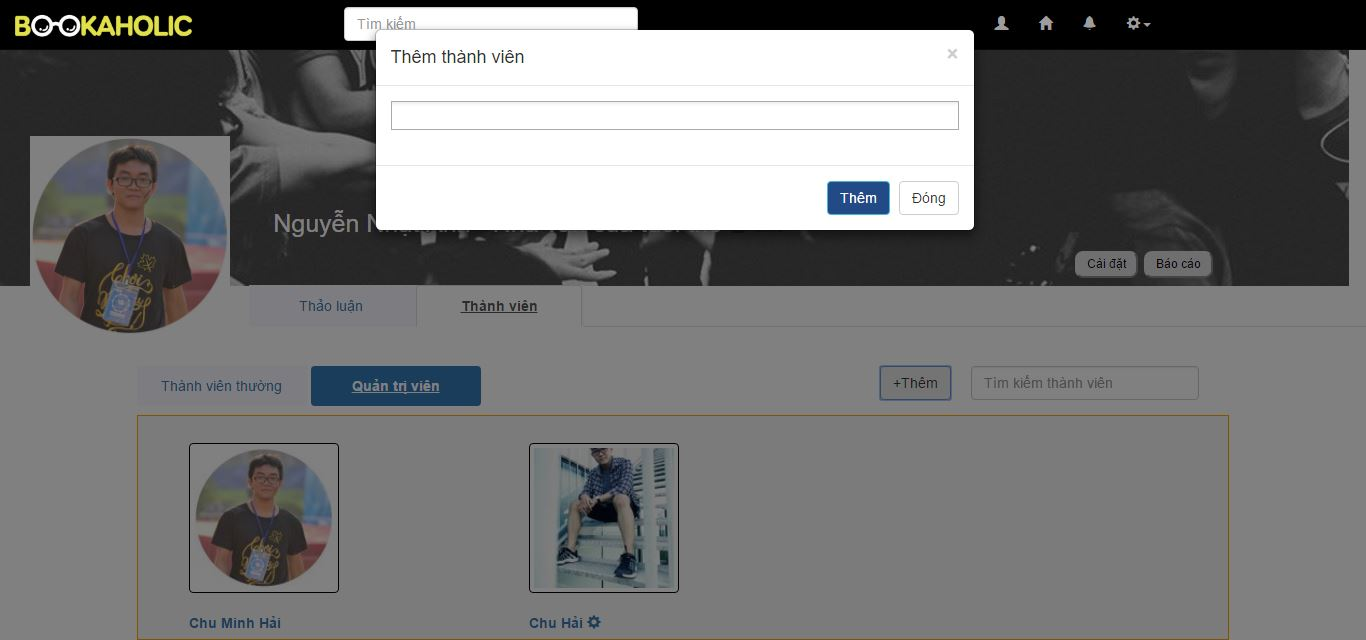 BOOKAHOLIC
Tìm kiếm
Thêm thành viên
×
Thêm
Đóng
Nguyễn
Cài đặt
Báo cáo
Thảo luận
Thành viên
Thành viên thường
Quản trị viên
+Thêm
Tìm kiếm thành viên
Chu Minh Hải
Chu Hải